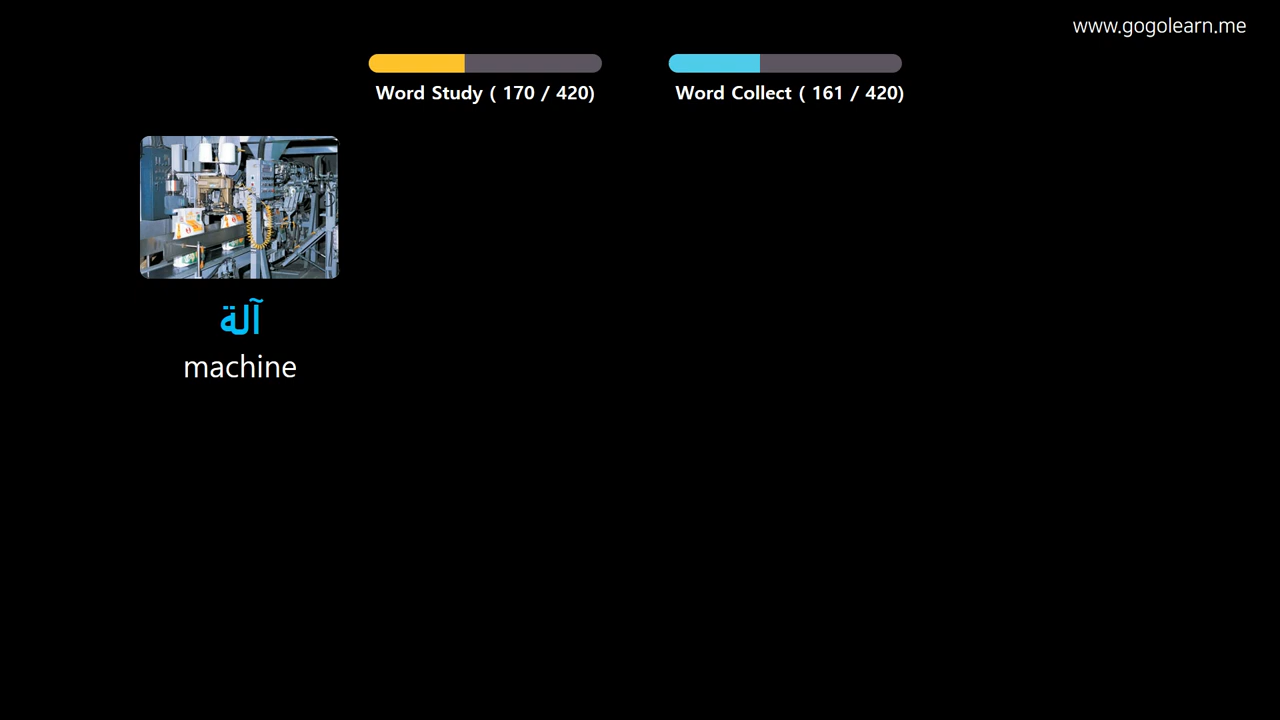 www.gogolearn.me
Word Study ( 170 / 420)
Word Collect ( 161 / 420)
آلة
machine